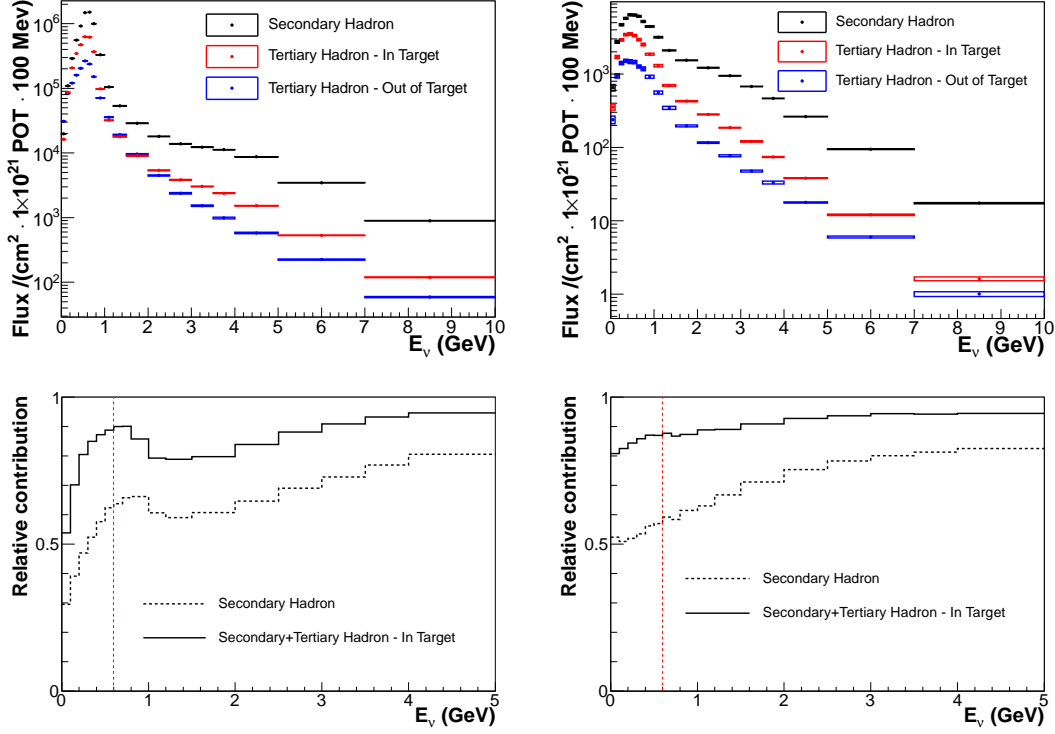 Flux /(cm² · 1×10²¹ POT · 100 Mev)
10⁶
10⁵
10⁴
10³
10²
Secondary Hadron
Tertiary Hadron - In Target
Tertiary Hadron - Out of Target
0 1 2 3 4 5 6 7 8 9 10
E_ν (GeV)
Flux /(cm² · 1×10²¹ POT · 100 Mev)
10⁴
10³
10²
10
1
Secondary Hadron
Tertiary Hadron - In Target
Tertiary Hadron - Out of Target
0 1 2 3 4 5 6 7 8 9 10
E_ν (GeV)
Relative contribution
1
0.5
0
Secondary Hadron
Secondary+Tertiary Hadron - In Target
0 1 2 3 4 5
E_ν (GeV)
Relative contribution
1
0.5
0
Secondary Hadron
Secondary+Tertiary Hadron - In Target
0 1 2 3 4 5
E_ν (GeV)